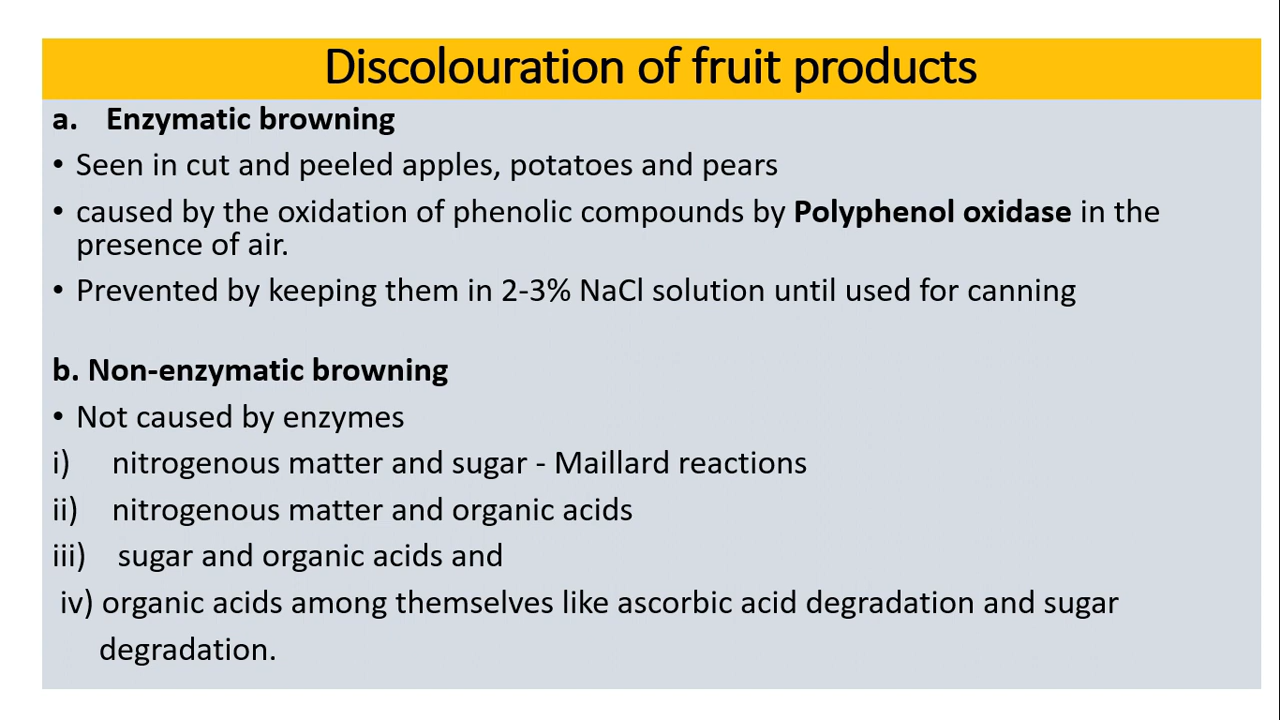 Discolouration of fruit products
a. Enzymatic browning
• Seen in cut and peeled apples, potatoes and pears
• caused by the oxidation of phenolic compounds by Polyphenol oxidase in the
presence of air.
• Prevented by keeping them in 2-3% NaCl solution until used for canning
b. Non-enzymatic browning
• Not caused by enzymes
i) nitrogenous matter and sugar - Maillard reactions
ii) nitrogenous matter and organic acids
iii) sugar and organic acids and
iv) organic acids among themselves like ascorbic acid degradation and sugar
degradation.